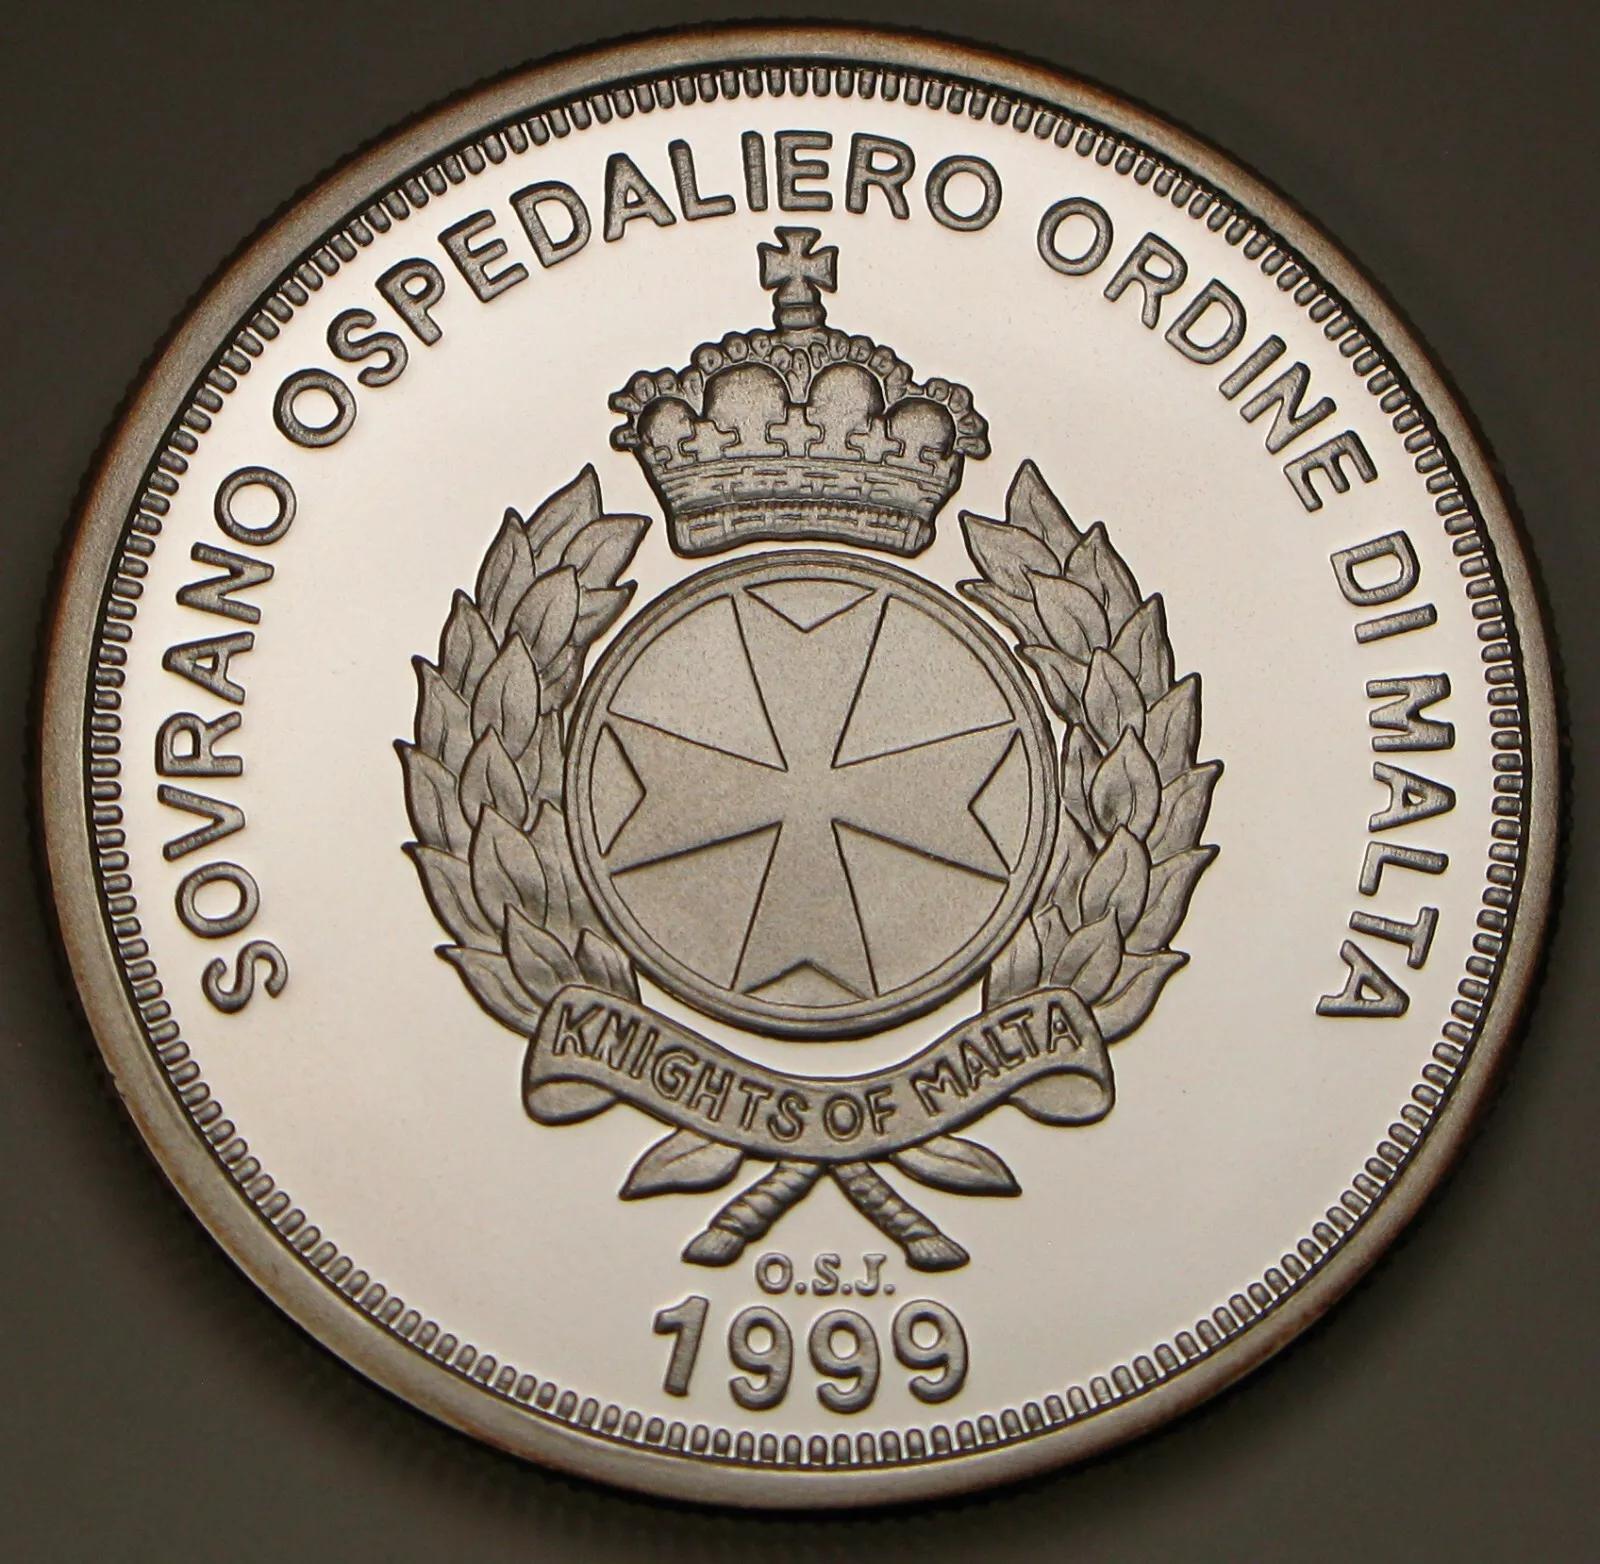 SOVRANO OSPEDALIERO ORDINE DI MALTA
KNIGHTS OF MALTA
O.S.J.
1999